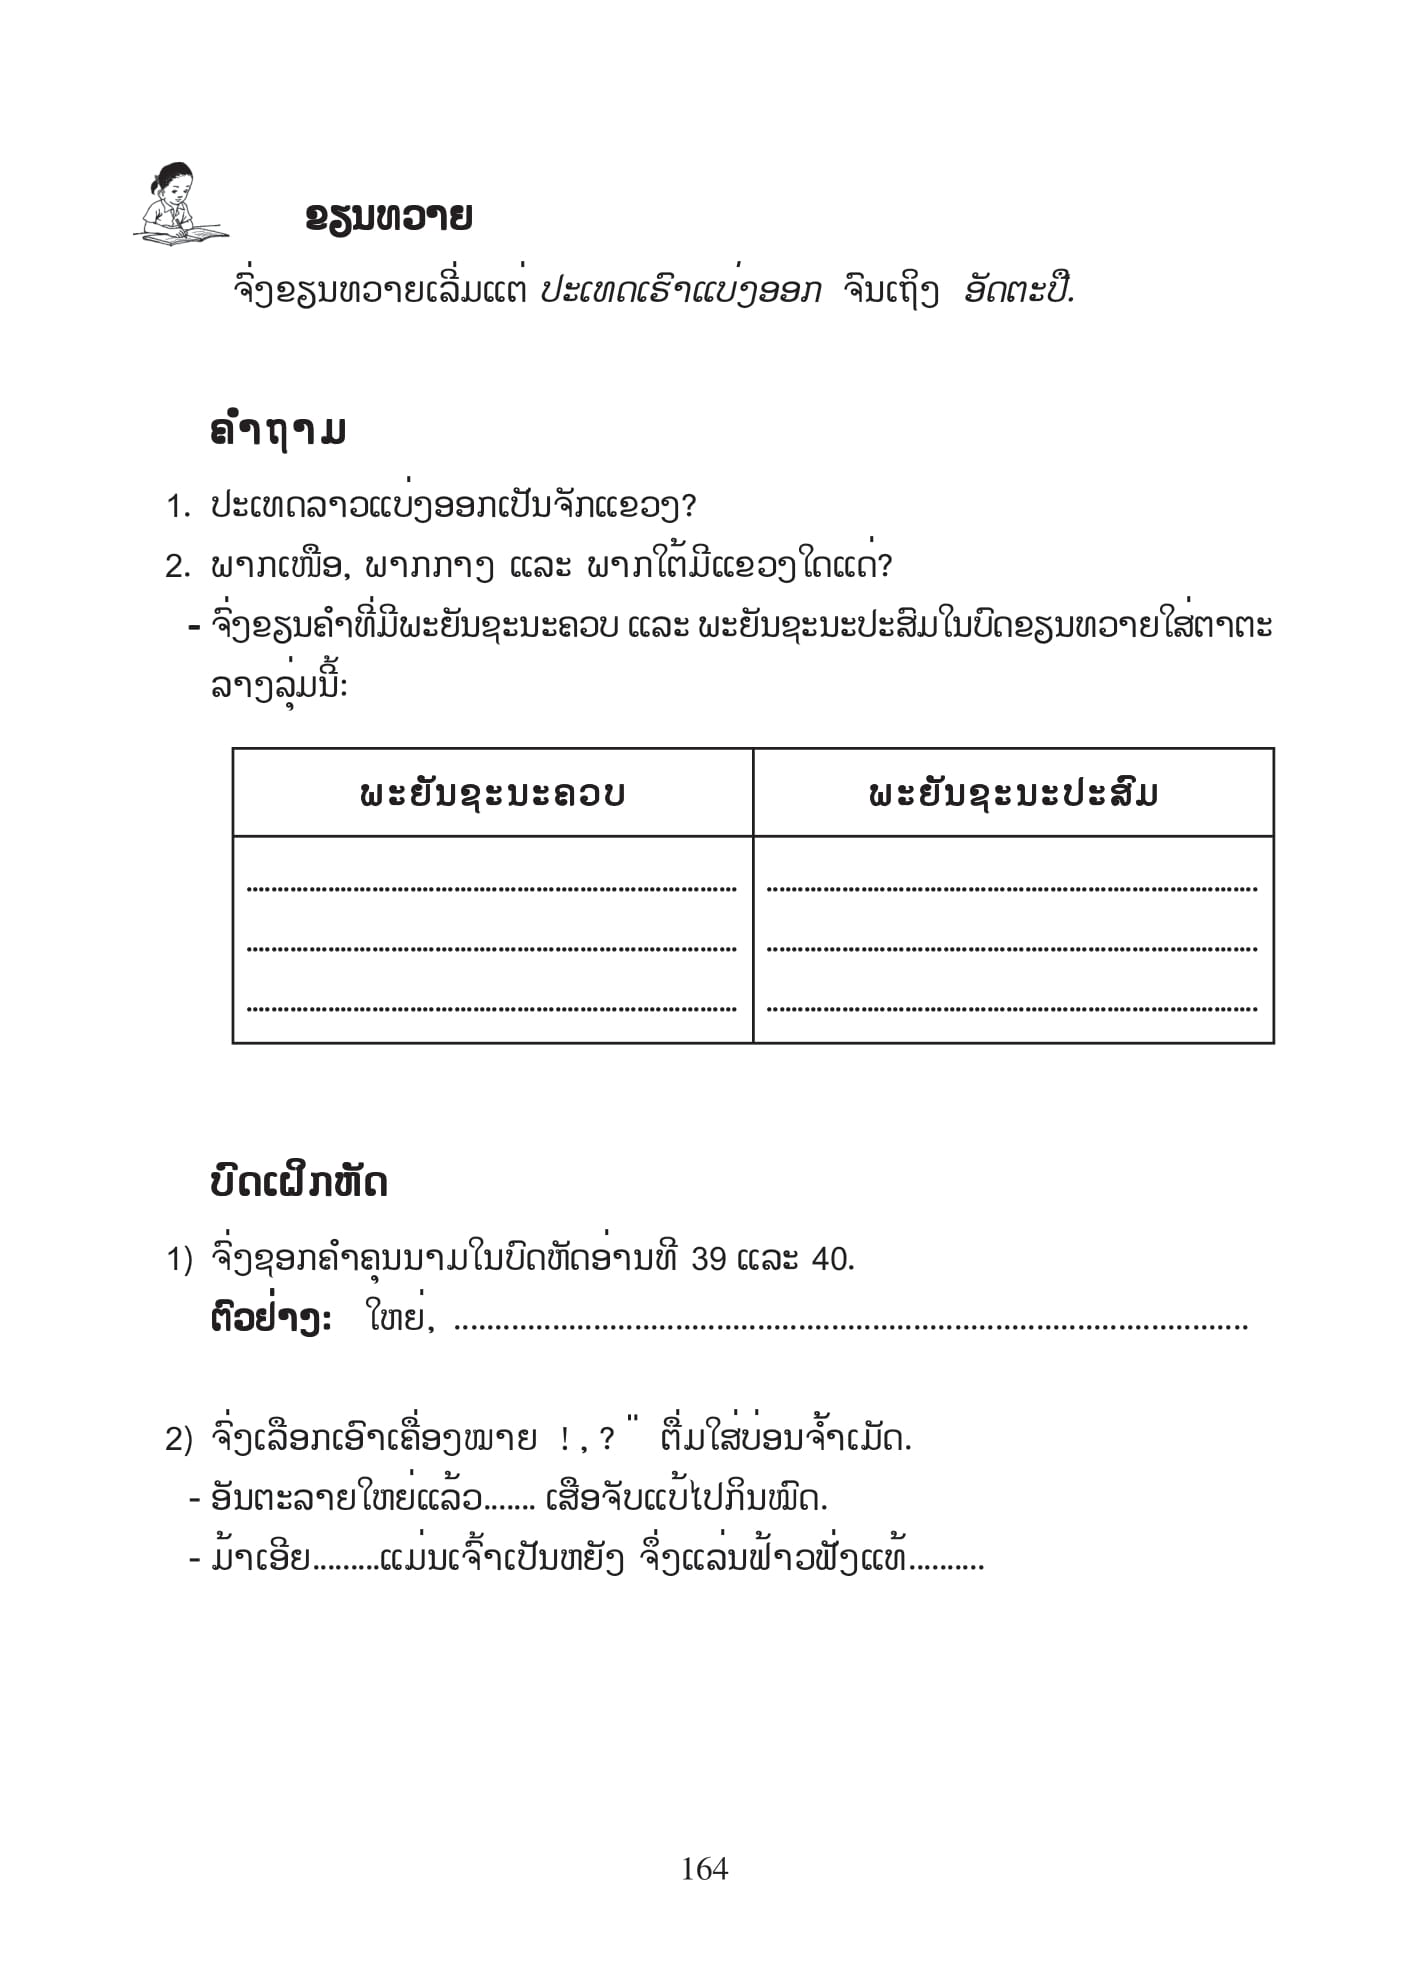 ຂຽນທວາຍ
ຈົ່ງຂຽນທວາຍເລີ່ມແຕ່ ປະເທດເຮົາແບ່ງອອກ ຈົນເຖິງ ອັດຕະປື.
ຄຳຖາມ
1. ປະເທດລາວແບ່ງອອກເປັນຈັກແຂວງ?
2. ພາກເໜືອ, ພາກກາງ ແລະ ພາກໃຕ້ມີແຂວງໃດແດ່?
- ຈົ່ງຂຽນຄຳທີ່ມີພະຍັນຊະນະຄວບ ແລະ ພະຍັນຊະນະປະສົມໃນບົດຂຽນທວາຍໃສ່ຕາຕະ
ລາງລຸ່ມນີ້:
ພະຍັນຊະນະຄວບ ພະຍັນຊະນະປະສົມ
................................................................................ ................................................................................
................................................................................ ................................................................................
................................................................................ ................................................................................
ບົດເຝິກຫັດ
1) ຈົ່ງຊອກຄຳຄຸນນາມໃນບົດຫັດອ່ານທີ 39 ແລະ 40.
ຕົວຢ່າງ: ໃຫຍ່, ................................................................................................
2) ຈົ່ງເລືອກເອົາເຄື່ອງໝາຍ ! , ? " ຕື່ມໃສ່ບ່ອນຈ້ຳເມັດ.
- ອັນຕະລາຍໃຫຍ່ແລ້ວ....... ເສືອຈັບແບ້ໄປກິນໝົດ.
- ມ້າເອີຍ.........ແມ່ນເຈົ້າເປັນຫຍັງ ຈຶ່ງແລ່ນຟ້າວຟັ່ງແທ້..........
164